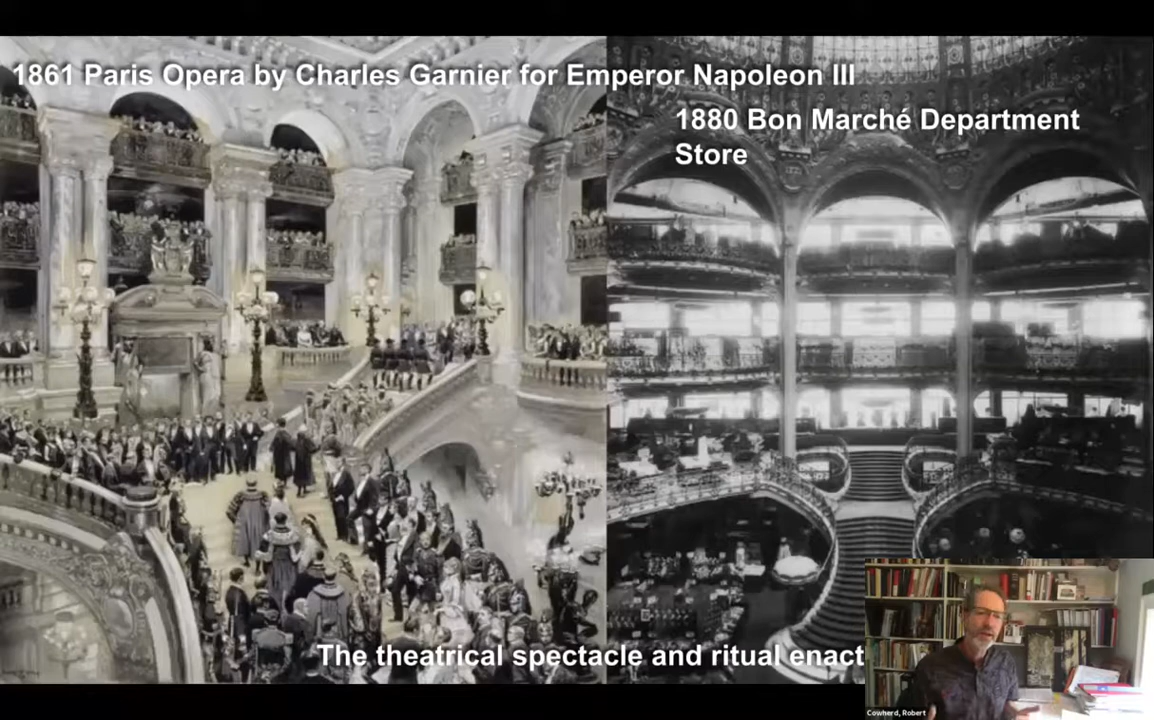 1861 Paris Opera by Charles Garnier for Emperor Napoleon III
1880 Bon Marché Department
Store
The theatrical spectacle and ritual enact
Cowherd, Robert